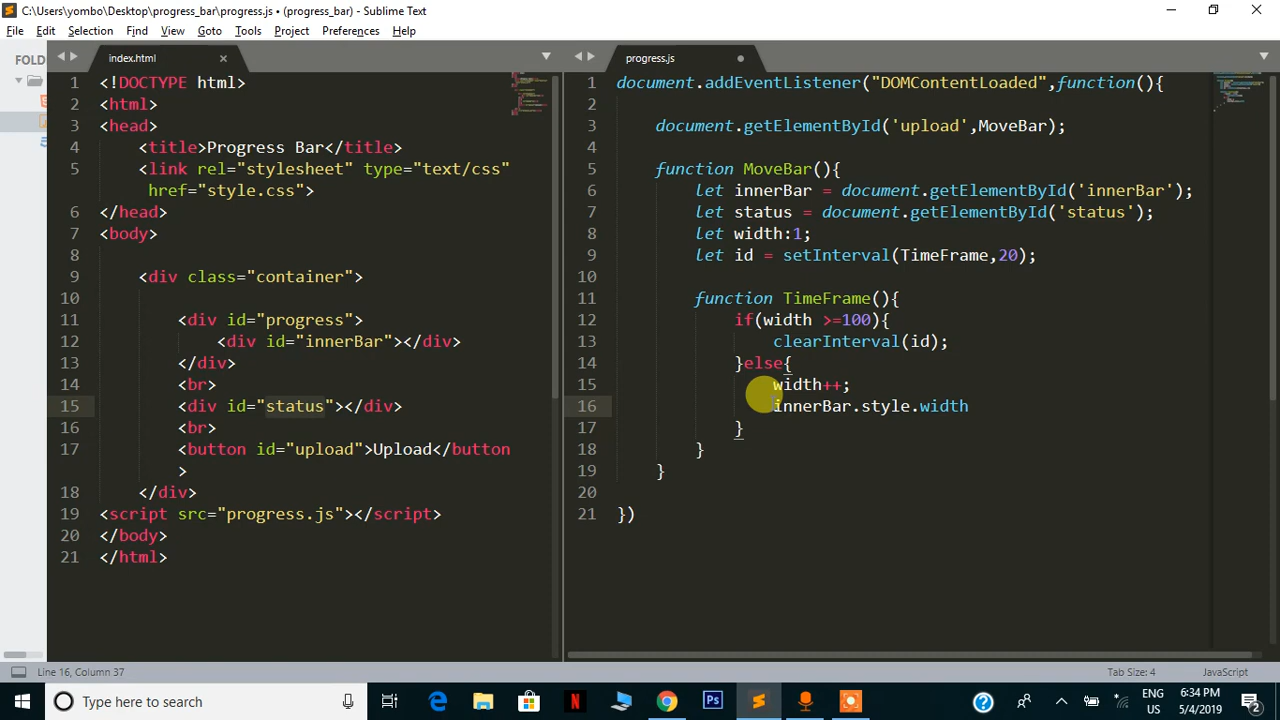 C:\Users\yombo\Desktop\progress_bar\progress.js • (progress_bar) - Sublime Text
File Edit Selection Find View Goto Tools Project Preferences Help
FOLD
index.html
1 <!DOCTYPE html>
2 <html>
3 <head>
4 <title>Progress Bar</title>
5 <link rel="stylesheet" type="text/css"
href="style.css">
6 </head>
7 <body>
8
9 <div class="container">
10
11 <div id="progress">
12 <div id="innerBar"></div>
13 </div>
14 <br>
15 <div id="status"></div>
16 <br>
17 <button id="upload">Upload</button
>
18 </div>
19 <script src="progress.js"></script>
20 </body>
21 </html>
progress.js
1 document.addEventListener("DOMContentLoaded",function(){
2
3 document.getElementById('upload',MoveBar);
4
5 function MoveBar(){
6 let innerBar = document.getElementById('innerBar');
7 let status = document.getElementById('status');
8 let width:1;
9 let id = setInterval(TimeFrame,20);
10
11 function TimeFrame(){
12 if(width >=100){
13 clearInterval(id);
14 }else{
15 width++;
16 innerBar.style.width
17 }
18 }
19 }
20
21 })
Line 16, Column 37
Tab Size: 4
JavaScript
Type here to search
Ps
ENG
US
6:34 PM
5/4/2019
2